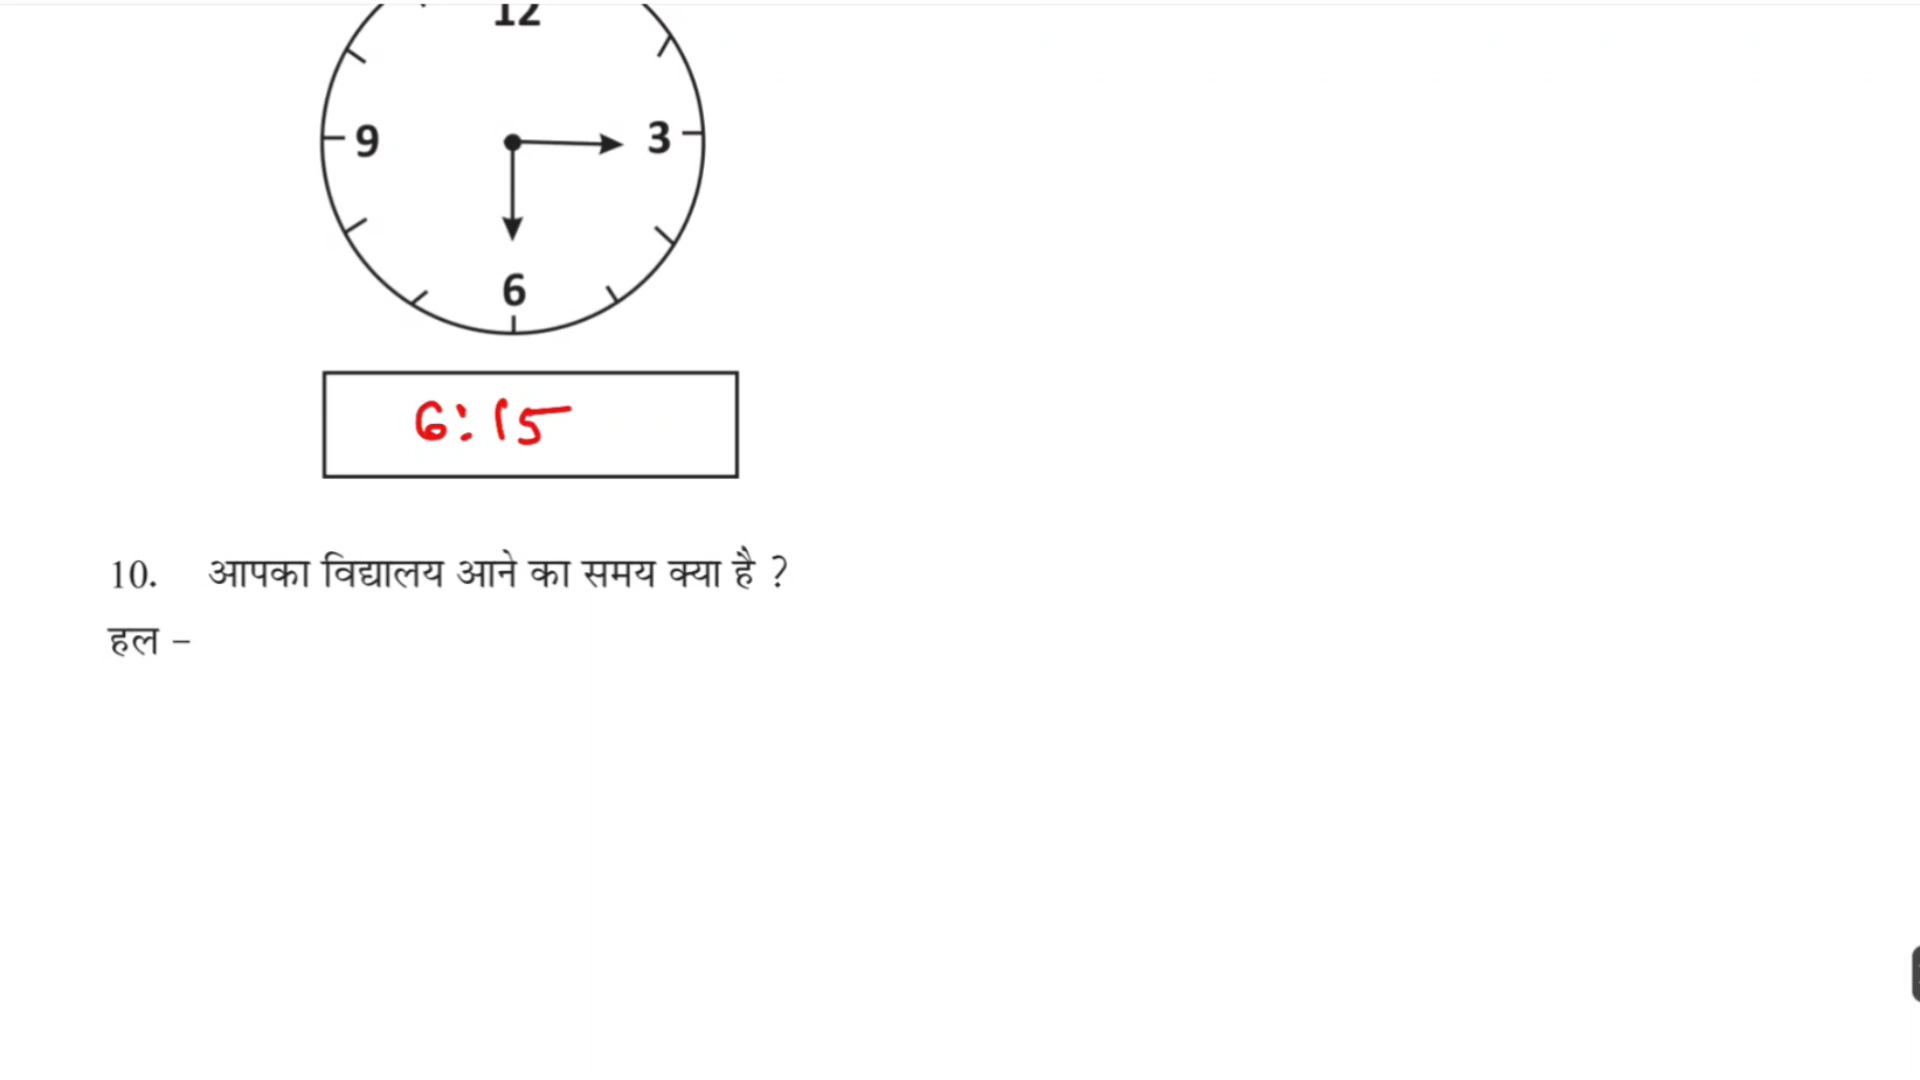 12
9
3
6
6:15
10. आपका विद्यालय आने का समय क्या है ?
हल –